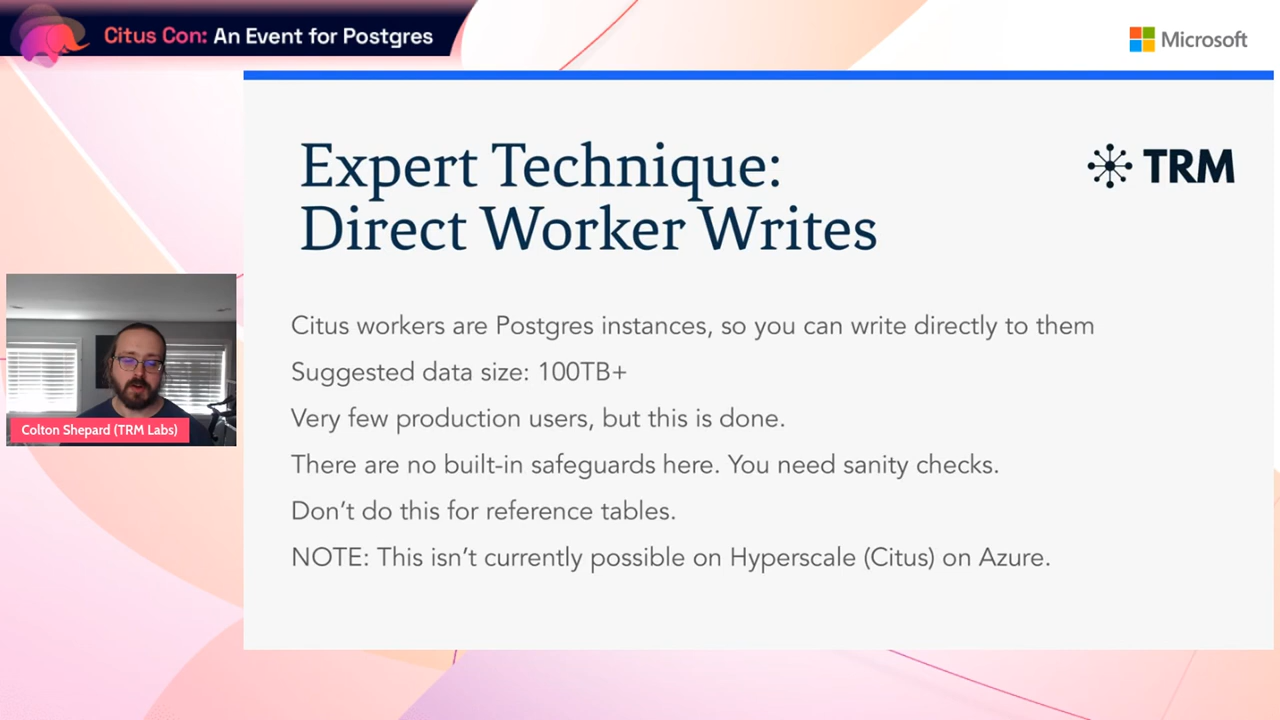 Citus Con: An Event for Postgres
Microsoft
Expert Technique:
Direct Worker Writes
TRM
Citus workers are Postgres instances, so you can write directly to them
Suggested data size: 100TB+
Very few production users, but this is done.
There are no built-in safeguards here. You need sanity checks.
Don’t do this for reference tables.
NOTE: This isn’t currently possible on Hyperscale (Citus) on Azure.
Colton Shepard (TRM Labs)